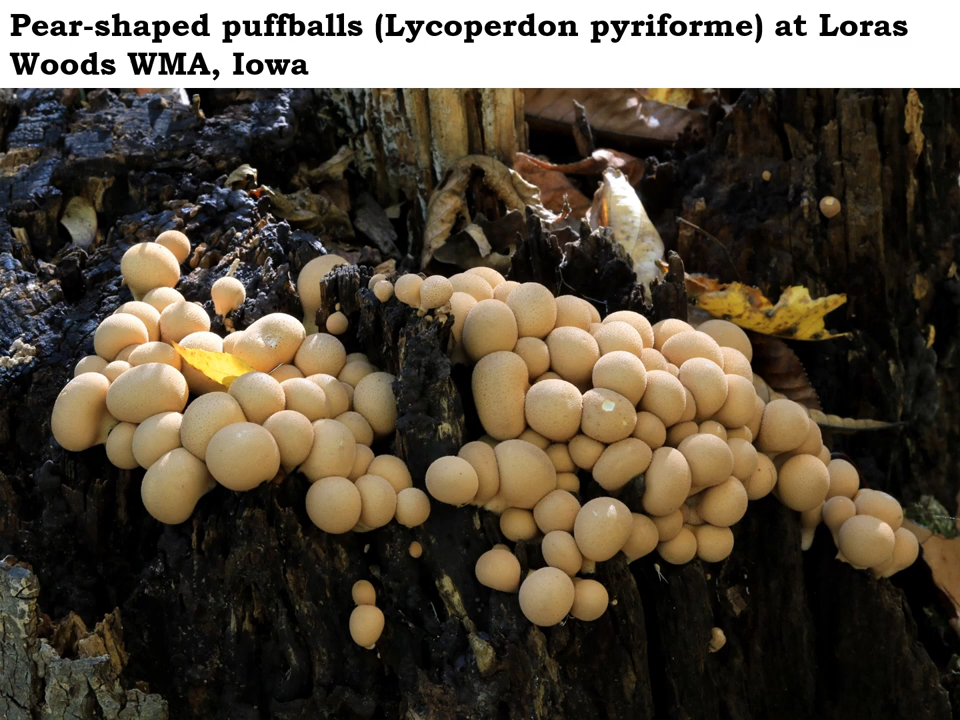 Pear-shaped puffballs (Lycoperdon pyriforme) at Loras
Woods WMA, Iowa